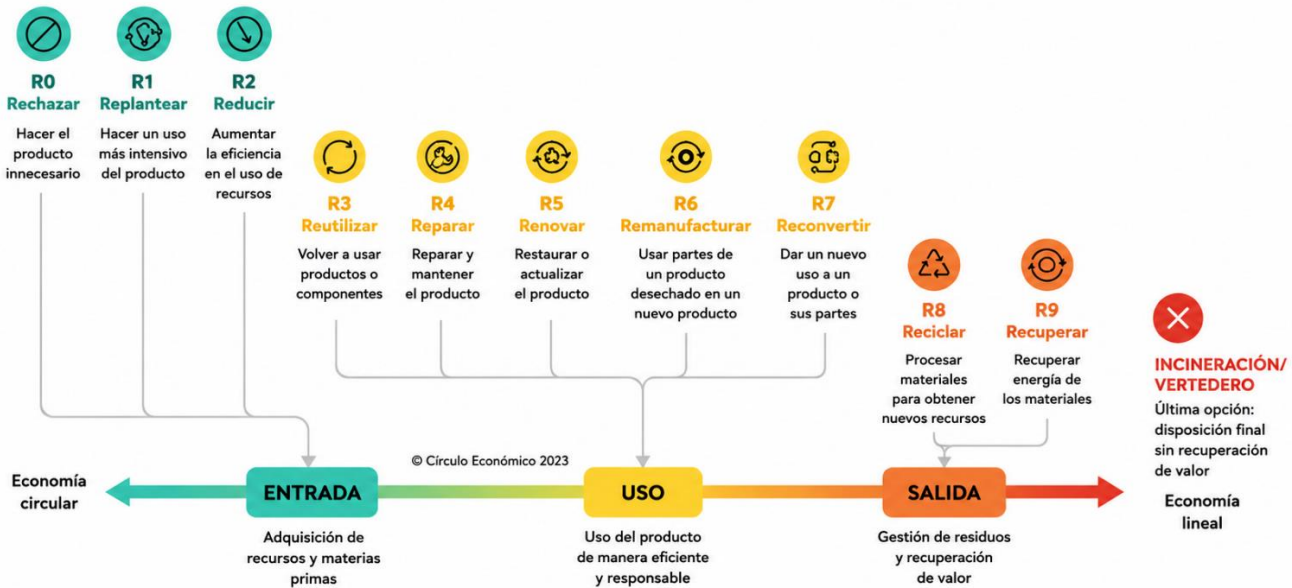 R0
Rechazar
Hacer el
producto
innecesario
R1
Replantear
Hacer un uso
más intensivo
del producto
R2
Reducir
Aumentar
la eficiencia
en el uso de
recursos
R3
Reutilizar
Volver a usar
productos o
componentes
R4
Reparar
Reparar y
mantener
el producto
R5
Renovar
Restaurar o
actualizar
el producto
R6
Remanufacturar
Usar partes de
un producto
desechado en un
nuevo producto
R7
Reconvertir
Dar un nuevo
uso a un
producto o
sus partes
R8
Reciclar
Procesar
materiales
para obtener
nuevos recursos
R9
Recuperar
Recuperar
energía de
los materiales
INCINERACIÓN/
VERTEDERO
Última opción:
disposición final
sin recuperación
de valor
© Círculo Económico 2023
Economía
circular
ENTRADA
Adquisición de
recursos y materias
primas
USO
Uso del producto
de manera eficiente
y responsable
SALIDA
Gestión de residuos
y recuperación
de valor
Economía
lineal